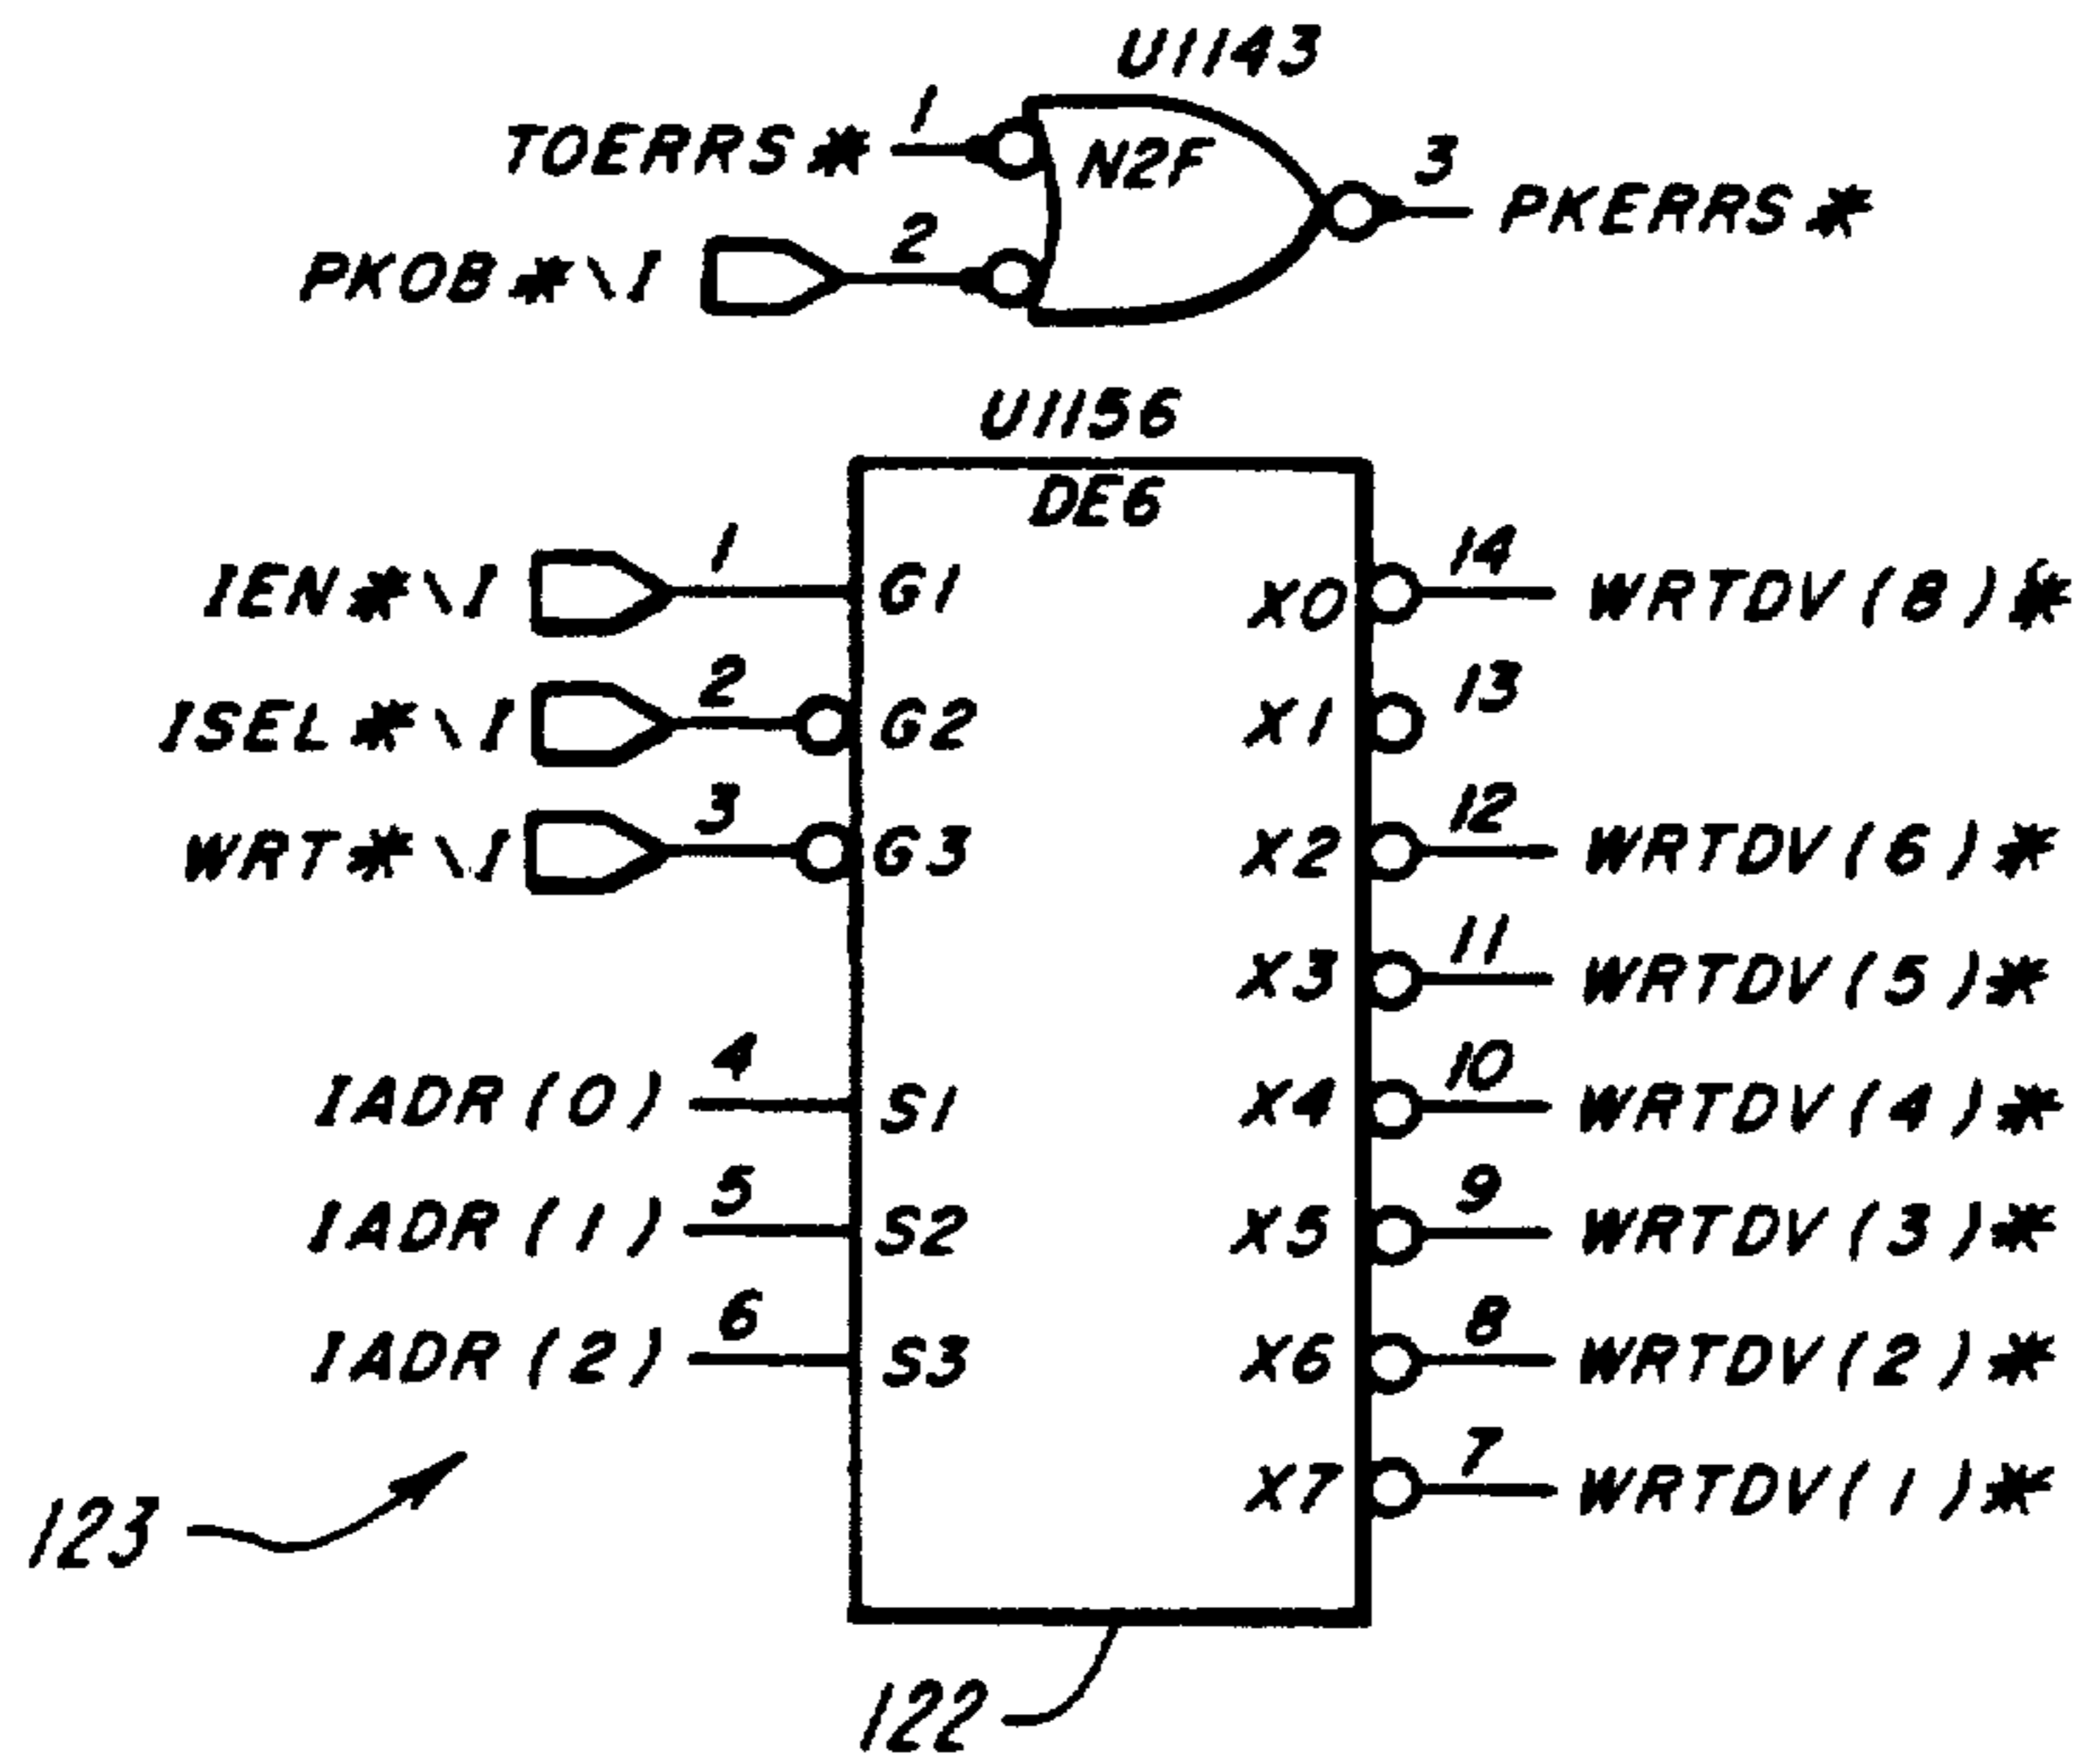 U1143
TOERRS* 1 N2F 3 PKERRS*
PKOB*\I 2
U1156
DE6
IEN*\I 1 G1 X0 14 WRTDV(8)*
ISEL*\I 2 G2 X1 13
WRT*\I 3 G3 X2 12 WRTDV(6)*
X3 11 WRTDV(5)*
IADR(0) 4 S1 X4 10 WRTDV(4)*
IADR(1) 5 S2 X5 9 WRTDV(3)*
IADR(2) 6 S3 X6 8 WRTDV(2)*
X7 7 WRTDV(1)*
123
122